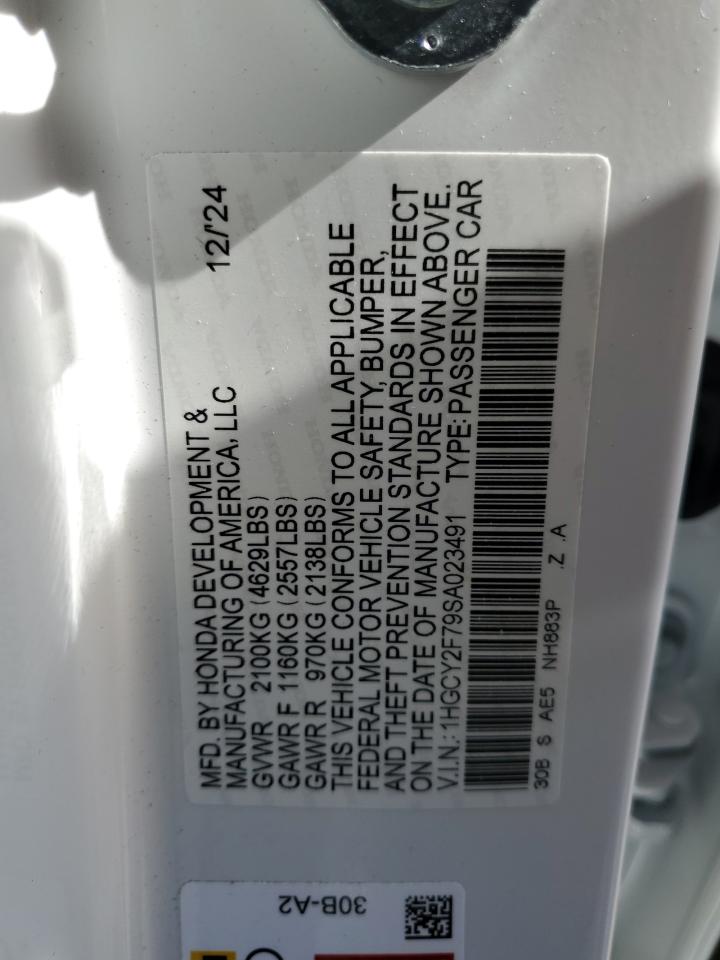 MFD. BY HONDA DEVELOPMENT &
MANUFACTURING OF AMERICA, LLC 12/'24
GVWR 2100KG (4629LBS)
GAWR F 1160KG (2557LBS)
GAWR R 970KG (2138LBS)
THIS VEHICLE CONFORMS TO ALL APPLICABLE
FEDERAL MOTOR VEHICLE SAFETY, BUMPER,
AND THEFT PREVENTION STANDARDS IN EFFECT
ON THE DATE OF MANUFACTURE SHOWN ABOVE.
V.I.N.: 1HGCY2F79SA023491 TYPE: PASSENGER CAR
30B S AE5 NH883P .Z .A
30B-A2